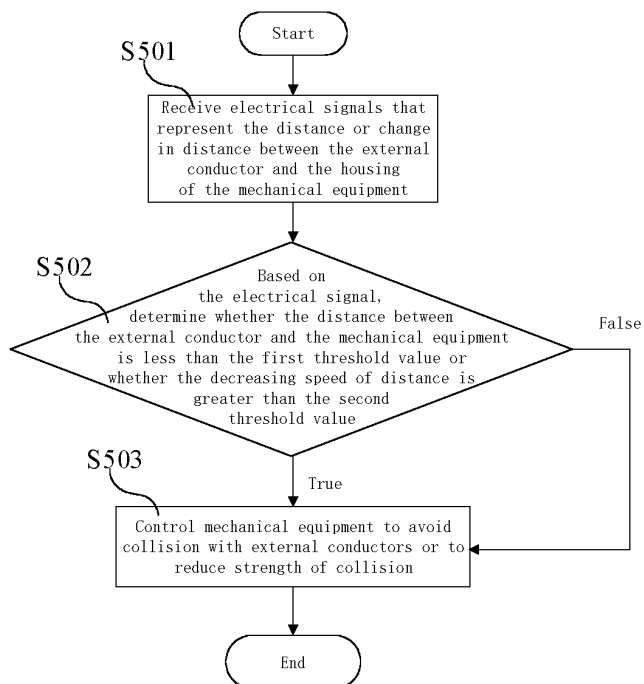 Start
S501
Receive electrical signals that
represent the distance or change
in distance between the external
conductor and the housing
of the mechanical equipment
S502
Based on
the electrical signal,
determine whether the distance between
the external conductor and the mechanical equipment
is less than the first threshold value or
whether the decreasing speed of distance is
greater than the second
threshold value
False
True
S503
Control mechanical equipment to avoid
collision with external conductors or to
reduce strength of collision
End